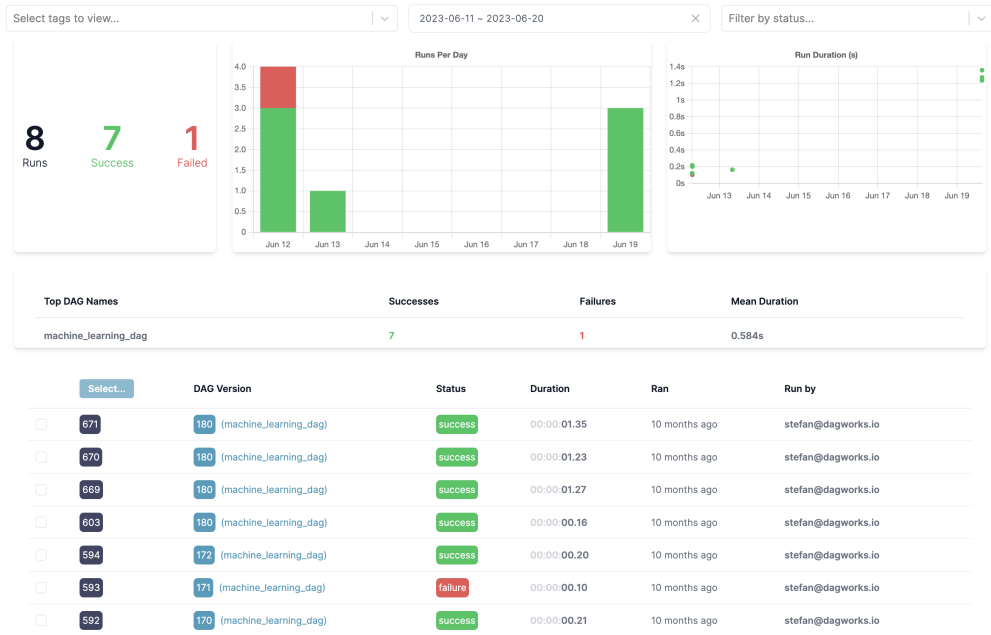 Select tags to view...
2023-06-11 ~ 2023-06-20
Filter by status...
8
Runs
7
Success
1
Failed
Runs Per Day
4.0
3.5
3.0
2.5
2.0
1.5
1.0
0.5
0
Jun 12 Jun 13 Jun 14 Jun 15 Jun 16 Jun 17 Jun 18 Jun 19
Run Duration (s)
1.4s
1.2s
1s
0.8s
0.6s
0.4s
0.2s
0s
Jun 13 Jun 14 Jun 15 Jun 16 Jun 17 Jun 18 Jun 19
Top DAG Names Successes Failures Mean Duration
machine_learning_dag 7 1 0.584s
Select... DAG Version Status Duration Ran Run by
671 180 (machine_learning_dag) success 00:00:01.35 10 months ago stefan@dagworks.io
670 180 (machine_learning_dag) success 00:00:01.23 10 months ago stefan@dagworks.io
669 180 (machine_learning_dag) success 00:00:01.27 10 months ago stefan@dagworks.io
603 180 (machine_learning_dag) success 00:00:00.16 10 months ago stefan@dagworks.io
594 172 (machine_learning_dag) success 00:00:00.20 10 months ago stefan@dagworks.io
593 171 (machine_learning_dag) failure 00:00:00.10 10 months ago stefan@dagworks.io
592 170 (machine_learning_dag) success 00:00:00.21 10 months ago stefan@dagworks.io